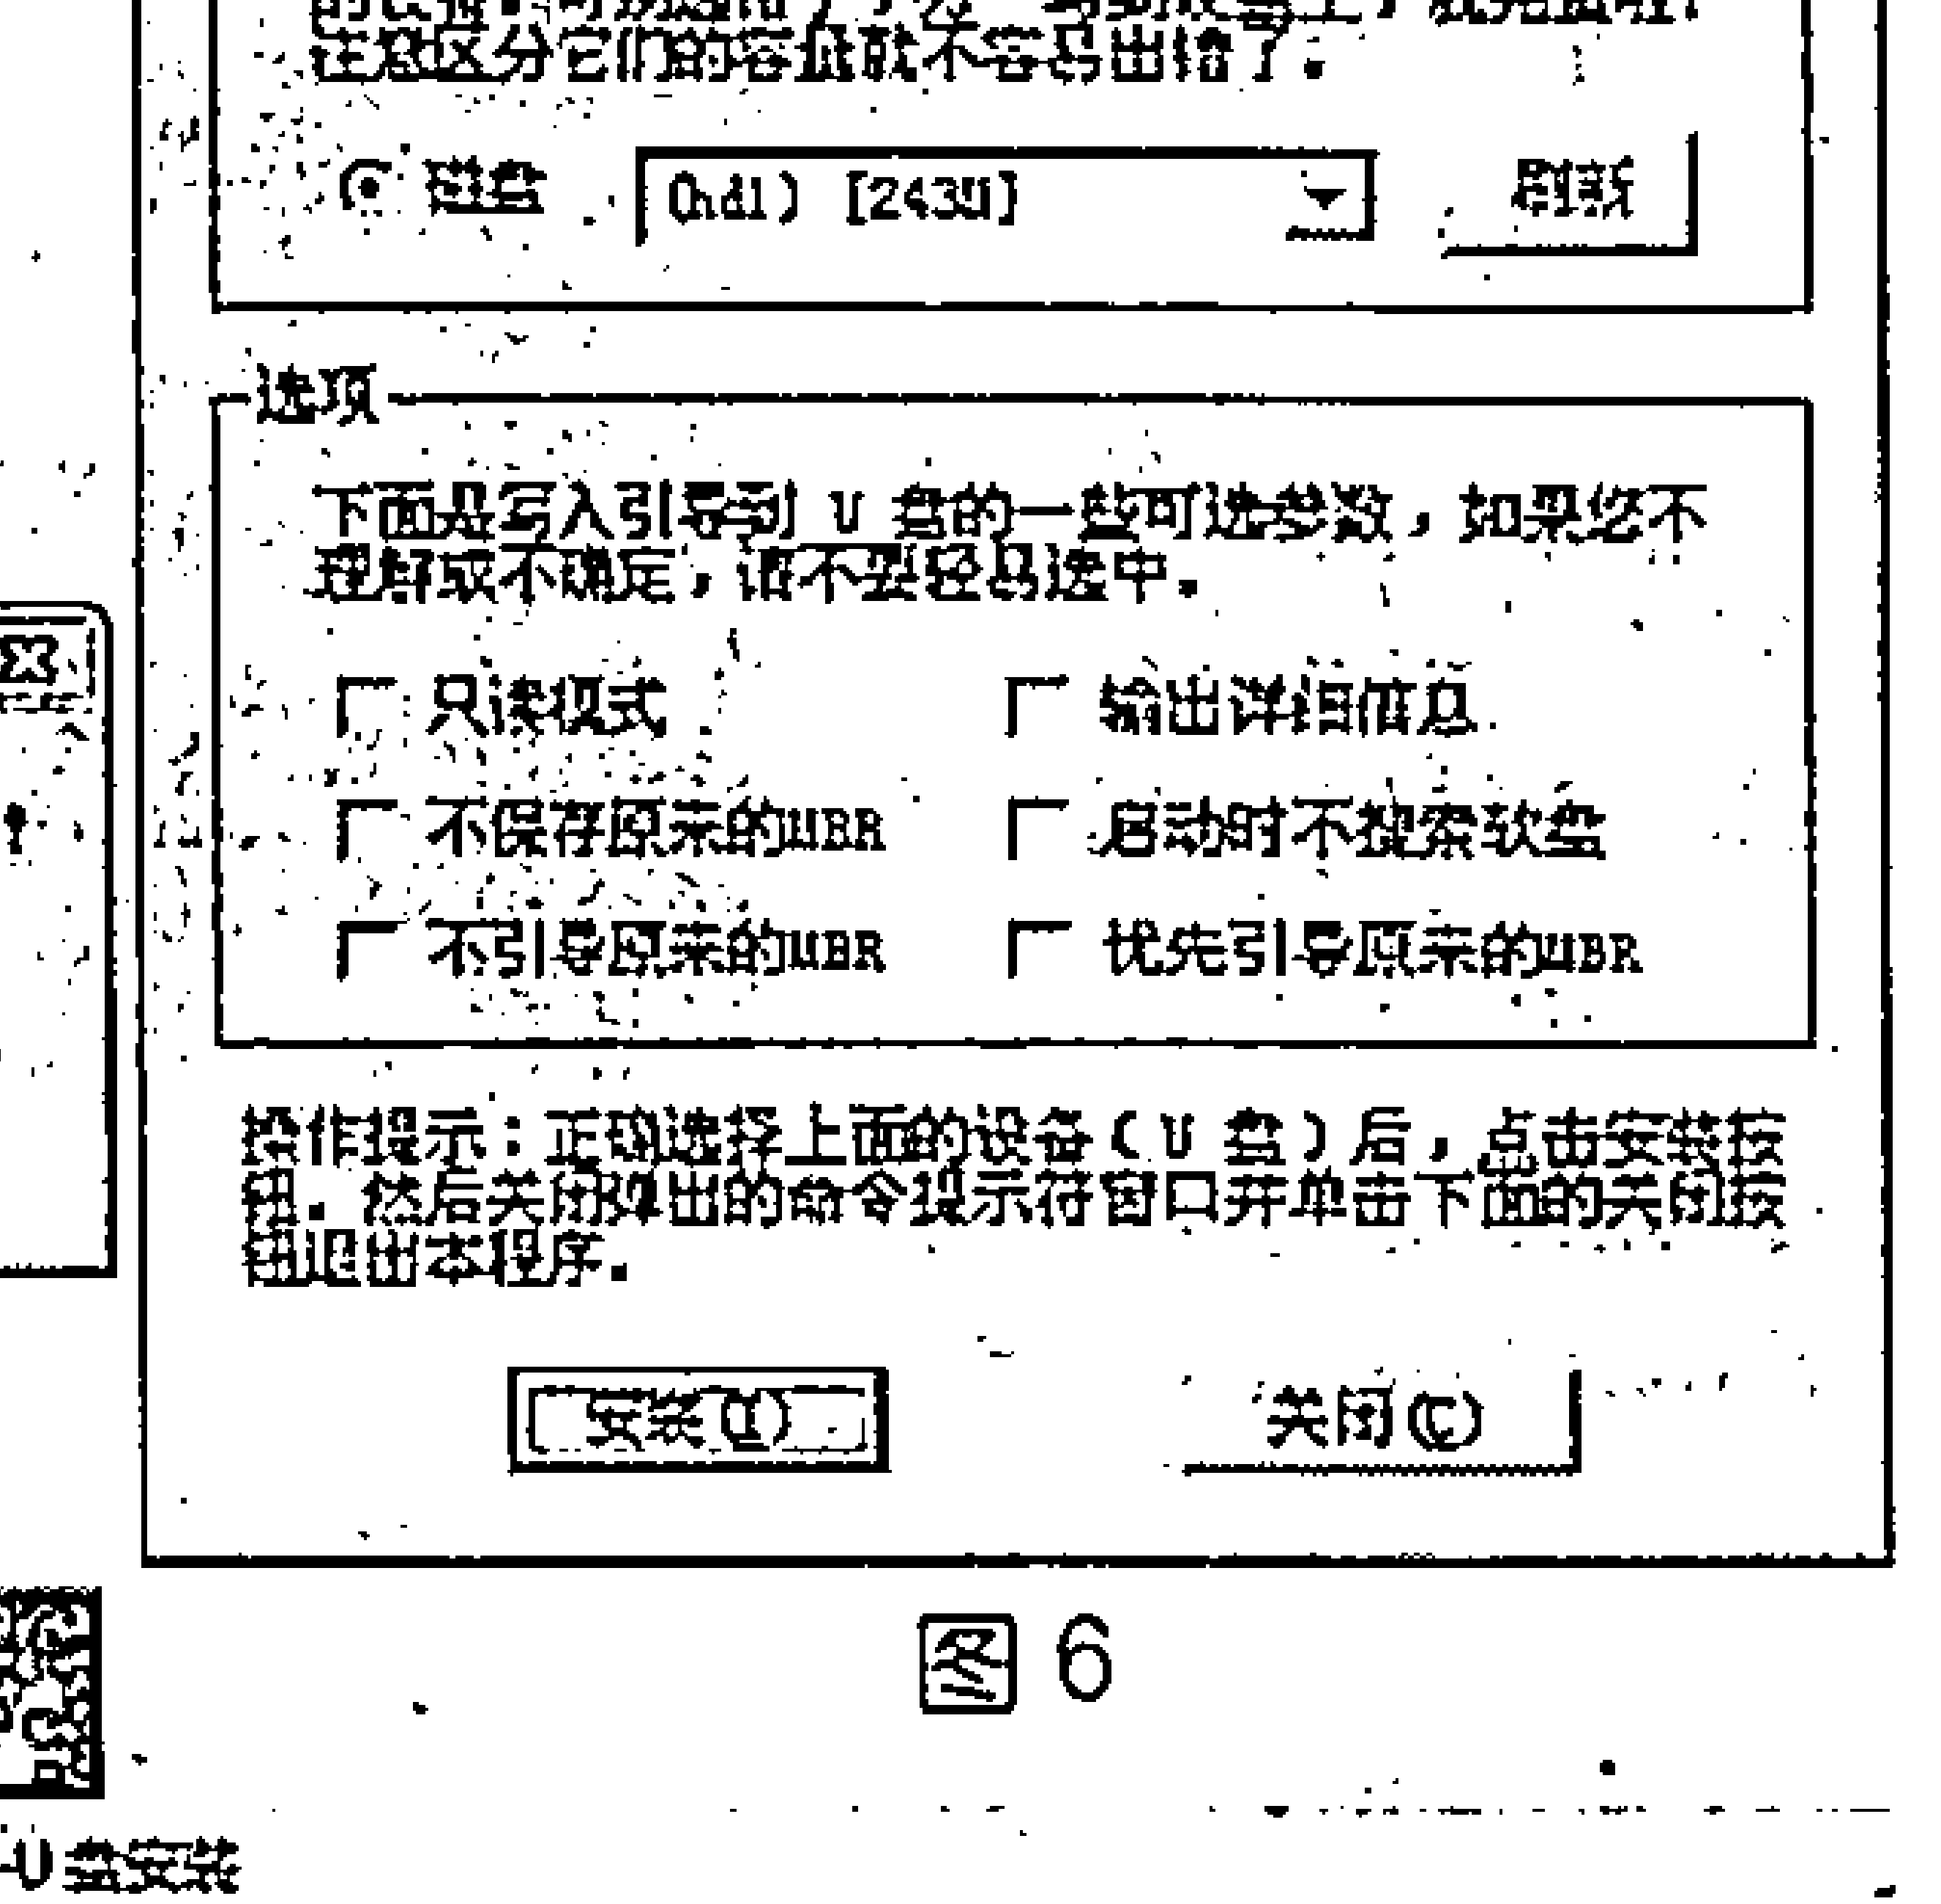 注意区分它们的容量就不容易出错了.
磁盘 (hd1) [243M] 刷新
选项
下面是写入引导到 U 盘的一些可选参数,如果您不
理解或不确定,请不要轻易选中.
只读模式 输出详细信息
不保存原来的MBR 启动时不搜索软盘
不引导原来的MBR 优先引导原来的MBR
操作提示:正确选择上面的设备(U 盘)后,点击安装按
钮.然后关闭弹出的命令提示符窗口并单击下面的关闭按
钮退出本程序.
安装(I) 关闭(C)
图 6
U盘安装